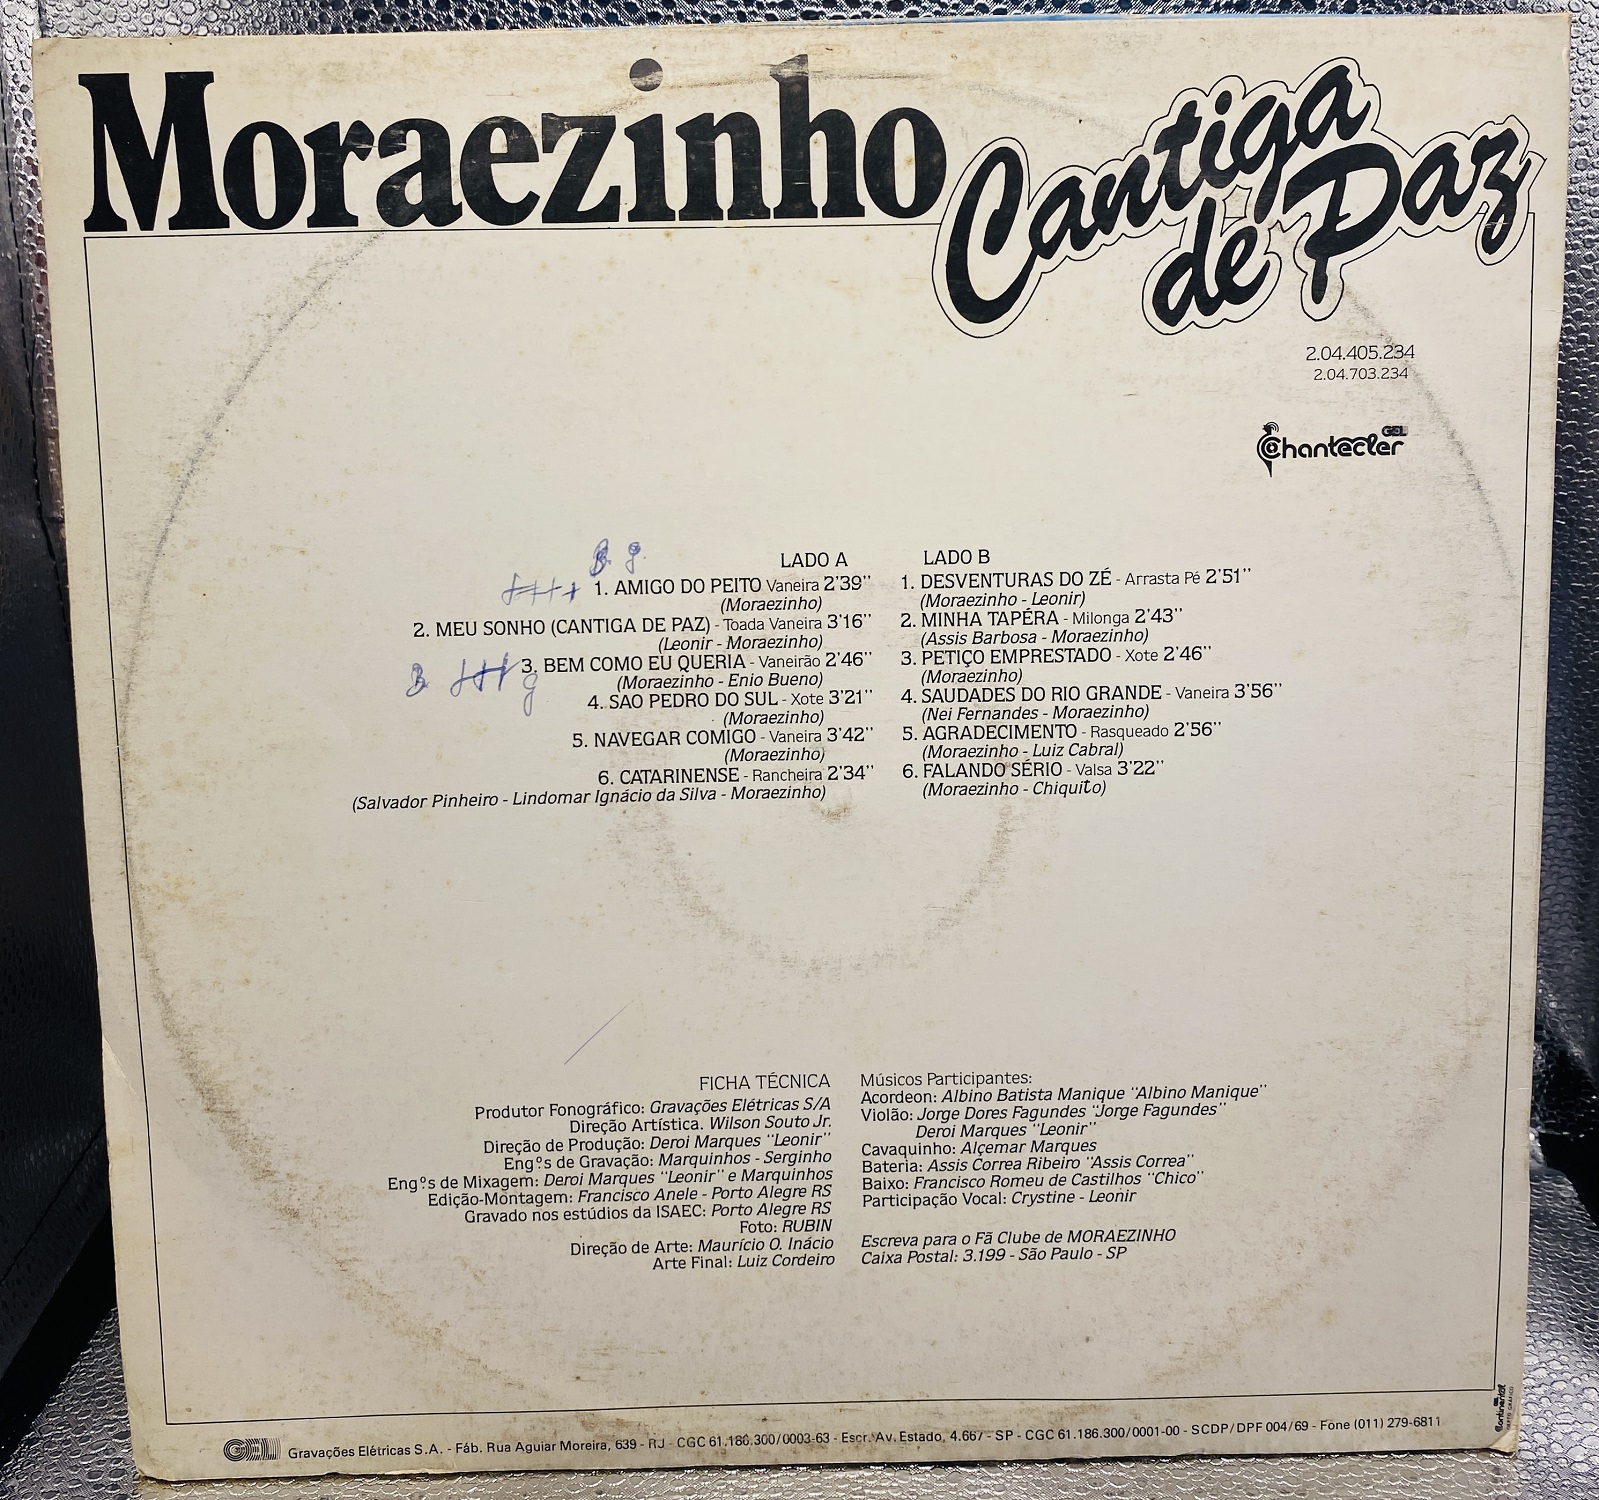 Moraezinho
Cantiga
de Paz
2.04.405.234
2.04.703.234
GEL
Chantecler
B g.
LADO A
1. AMIGO DO PEITO Vaneira 2'39''
(Moraezinho)
2. MEU SONHO (CANTIGA DE PAZ) - Toada Vaneira 3'16''
(Leonir - Moraezinho)
B
g
3. BEM COMO EU QUERIA - Vaneirão 2'46''
(Moraezinho - Enio Bueno)
4. SAO PEDRO DO SUL - Xote 3'21''
(Moraezinho)
5. NAVEGAR COMIGO - Vaneira 3'42''
(Moraezinho)
6. CATARINENSE - Rancheira 2'34''
(Salvador Pinheiro - Lindomar Ignácio da Silva - Moraezinho)
LADO B
1. DESVENTURAS DO ZÉ - Arrasta Pé 2'51''
(Moraezinho - Leonir)
2. MINHA TAPÉRA - Milonga 2'43''
(Assis Barbosa - Moraezinho)
3. PETIÇO EMPRESTADO - Xote 2'46''
(Moraezinho)
4. SAUDADES DO RIO GRANDE - Vaneira 3'56''
(Nei Fernandes - Moraezinho)
5. AGRADECIMENTO - Rasqueado 2'56''
(Moraezinho - Luiz Cabral)
6. FALANDO SÉRIO - Valsa 3'22''
(Moraezinho - Chiquito)
FICHA TÉCNICA
Produtor Fonográfico: Gravações Elétricas S/A
Direção Artística. Wilson Souto Jr.
Direção de Produção: Deroi Marques "Leonir"
Engºs de Gravação: Marquinhos - Serginho
Engºs de Mixagem: Deroi Marques "Leonir" e Marquinhos
Edição-Montagem: Francisco Anele - Porto Alegre RS
Gravado nos estúdios da ISAEC: Porto Alegre RS
Foto: RUBIN
Direção de Arte: Maurício O. Inácio
Arte Final: Luiz Cordeiro
Músicos Participantes:
Acordeon: Albino Batista Manique "Albino Manique"
Violão: Jorge Dores Fagundes "Jorge Fagundes"
Deroi Marques "Leonir"
Cavaquinho: Alçemar Marques
Bateria: Assis Correa Ribeiro "Assis Correa"
Baixo: Francisco Romeu de Castilhos "Chico"
Participação Vocal: Crystine - Leonir
Escreva para o Fã Clube de MORAEZINHO
Caixa Postal: 3.199 - São Paulo - SP
GEL Gravações Elétricas S.A. - Fáb. Rua Aguiar Moreira, 639 - RJ - CGC 61.186.300/0003-63 - Escr. Av. Estado, 4.667 - SP - CGC 61.186.300/0001-00 - SCDP/DPF 004/69 - Fone (011) 279-6811
Continental